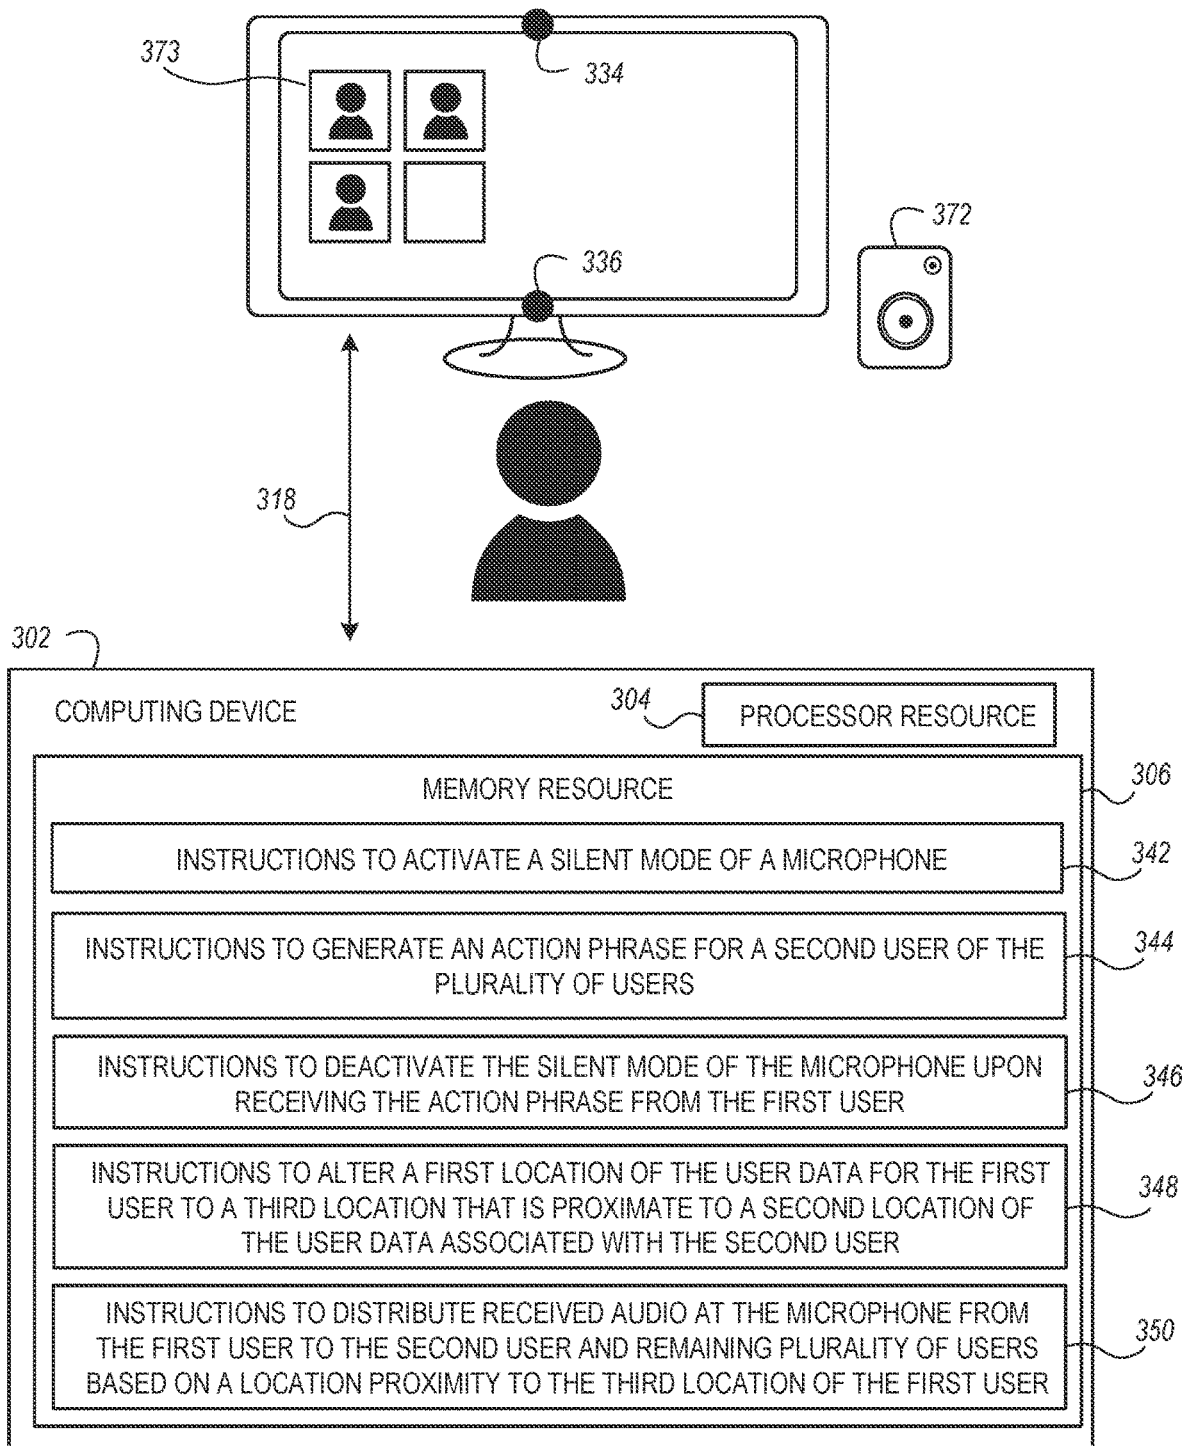 373
334
372
336
318
302
COMPUTING DEVICE
304
PROCESSOR RESOURCE
MEMORY RESOURCE
306
INSTRUCTIONS TO ACTIVATE A SILENT MODE OF A MICROPHONE
342
INSTRUCTIONS TO GENERATE AN ACTION PHRASE FOR A SECOND USER OF THE
PLURALITY OF USERS
344
INSTRUCTIONS TO DEACTIVATE THE SILENT MODE OF THE MICROPHONE UPON
RECEIVING THE ACTION PHRASE FROM THE FIRST USER
346
INSTRUCTIONS TO ALTER A FIRST LOCATION OF THE USER DATA FOR THE FIRST
USER TO A THIRD LOCATION THAT IS PROXIMATE TO A SECOND LOCATION OF
THE USER DATA ASSOCIATED WITH THE SECOND USER
348
INSTRUCTIONS TO DISTRIBUTE RECEIVED AUDIO AT THE MICROPHONE FROM
THE FIRST USER TO THE SECOND USER AND REMAINING PLURALITY OF USERS
BASED ON A LOCATION PROXIMITY TO THE THIRD LOCATION OF THE FIRST USER
350